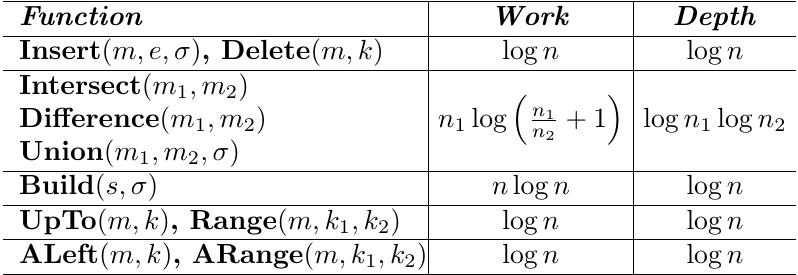 Function Work Depth
Insert(m, e, σ), Delete(m, k) log n log n
Intersect(m₁, m₂)
Difference(m₁, m₂) n₁ log (n₁/n₂ + 1) log n₁ log n₂
Union(m₁, m₂, σ)
Build(s, σ) n log n log n
UpTo(m, k), Range(m, k₁, k₂) log n log n
ALeft(m, k), ARange(m, k₁, k₂) log n log n